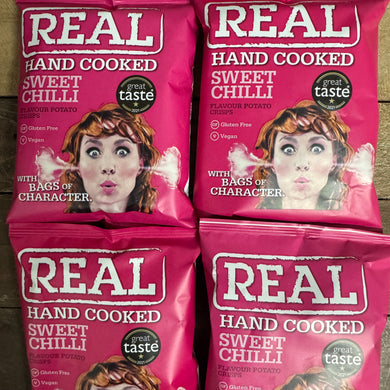 REAL
HAND COOKED
SWEET
CHILLI
FLAVOUR POTATO
CRISPS
great
taste
Gluten Free
Vegan
WITH
BAGS OF
CHARACTER.
REAL
HAND COOKED
SWEET
CHILLI
FLAVOUR POTATO
CRISPS
great
taste
Gluten Free
Vegan
WITH
BAGS OF
CHARACTER.
REAL
HAND COOKED
SWEET
CHILLI
FLAVOUR POTATO
CRISPS
great
taste
Gluten Free
Vegan
REAL
HAND COOKED
SWEET
CHILLI
FLAVOUR POTATO
CRISPS
great
taste
Gluten Free